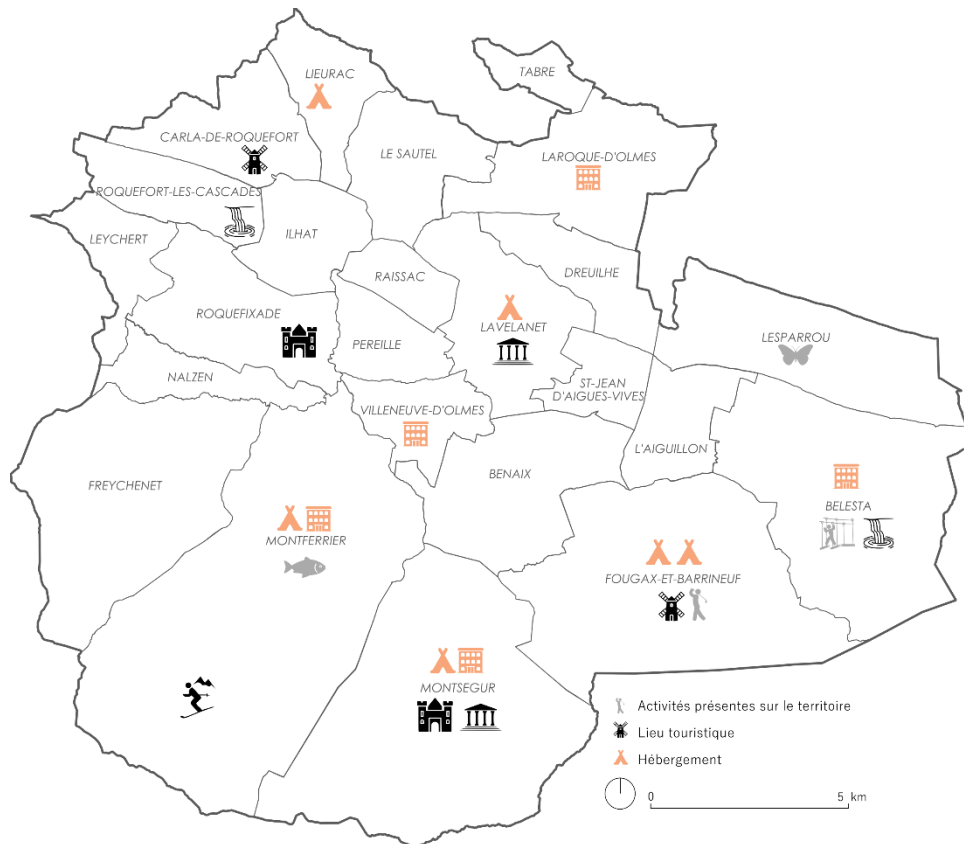 TABRE
LIEURAC
CARLA-DE-ROQUEFORT
LE SAUTEL
LAROQUE-D'OLMES
ROQUEFORT-LES-CASCADES
ILHAT
LEYCHERT
RAISSAC
DREUILHE
ROQUEFIXADE
LAVELANET
LESPARROU
PEREILLE
NALZEN
ST-JEAN
D'AIGUES-VIVES
VILLENEUVE-D'OLMES
L'AIGUILLON
BENAIX
FREYCHENET
BELESTA
MONTFERRIER
FOUGAX-ET-BARRINEUF
MONTSEGUR
Activités présentes sur le territoire
Lieu touristique
Hébergement
0 5 km